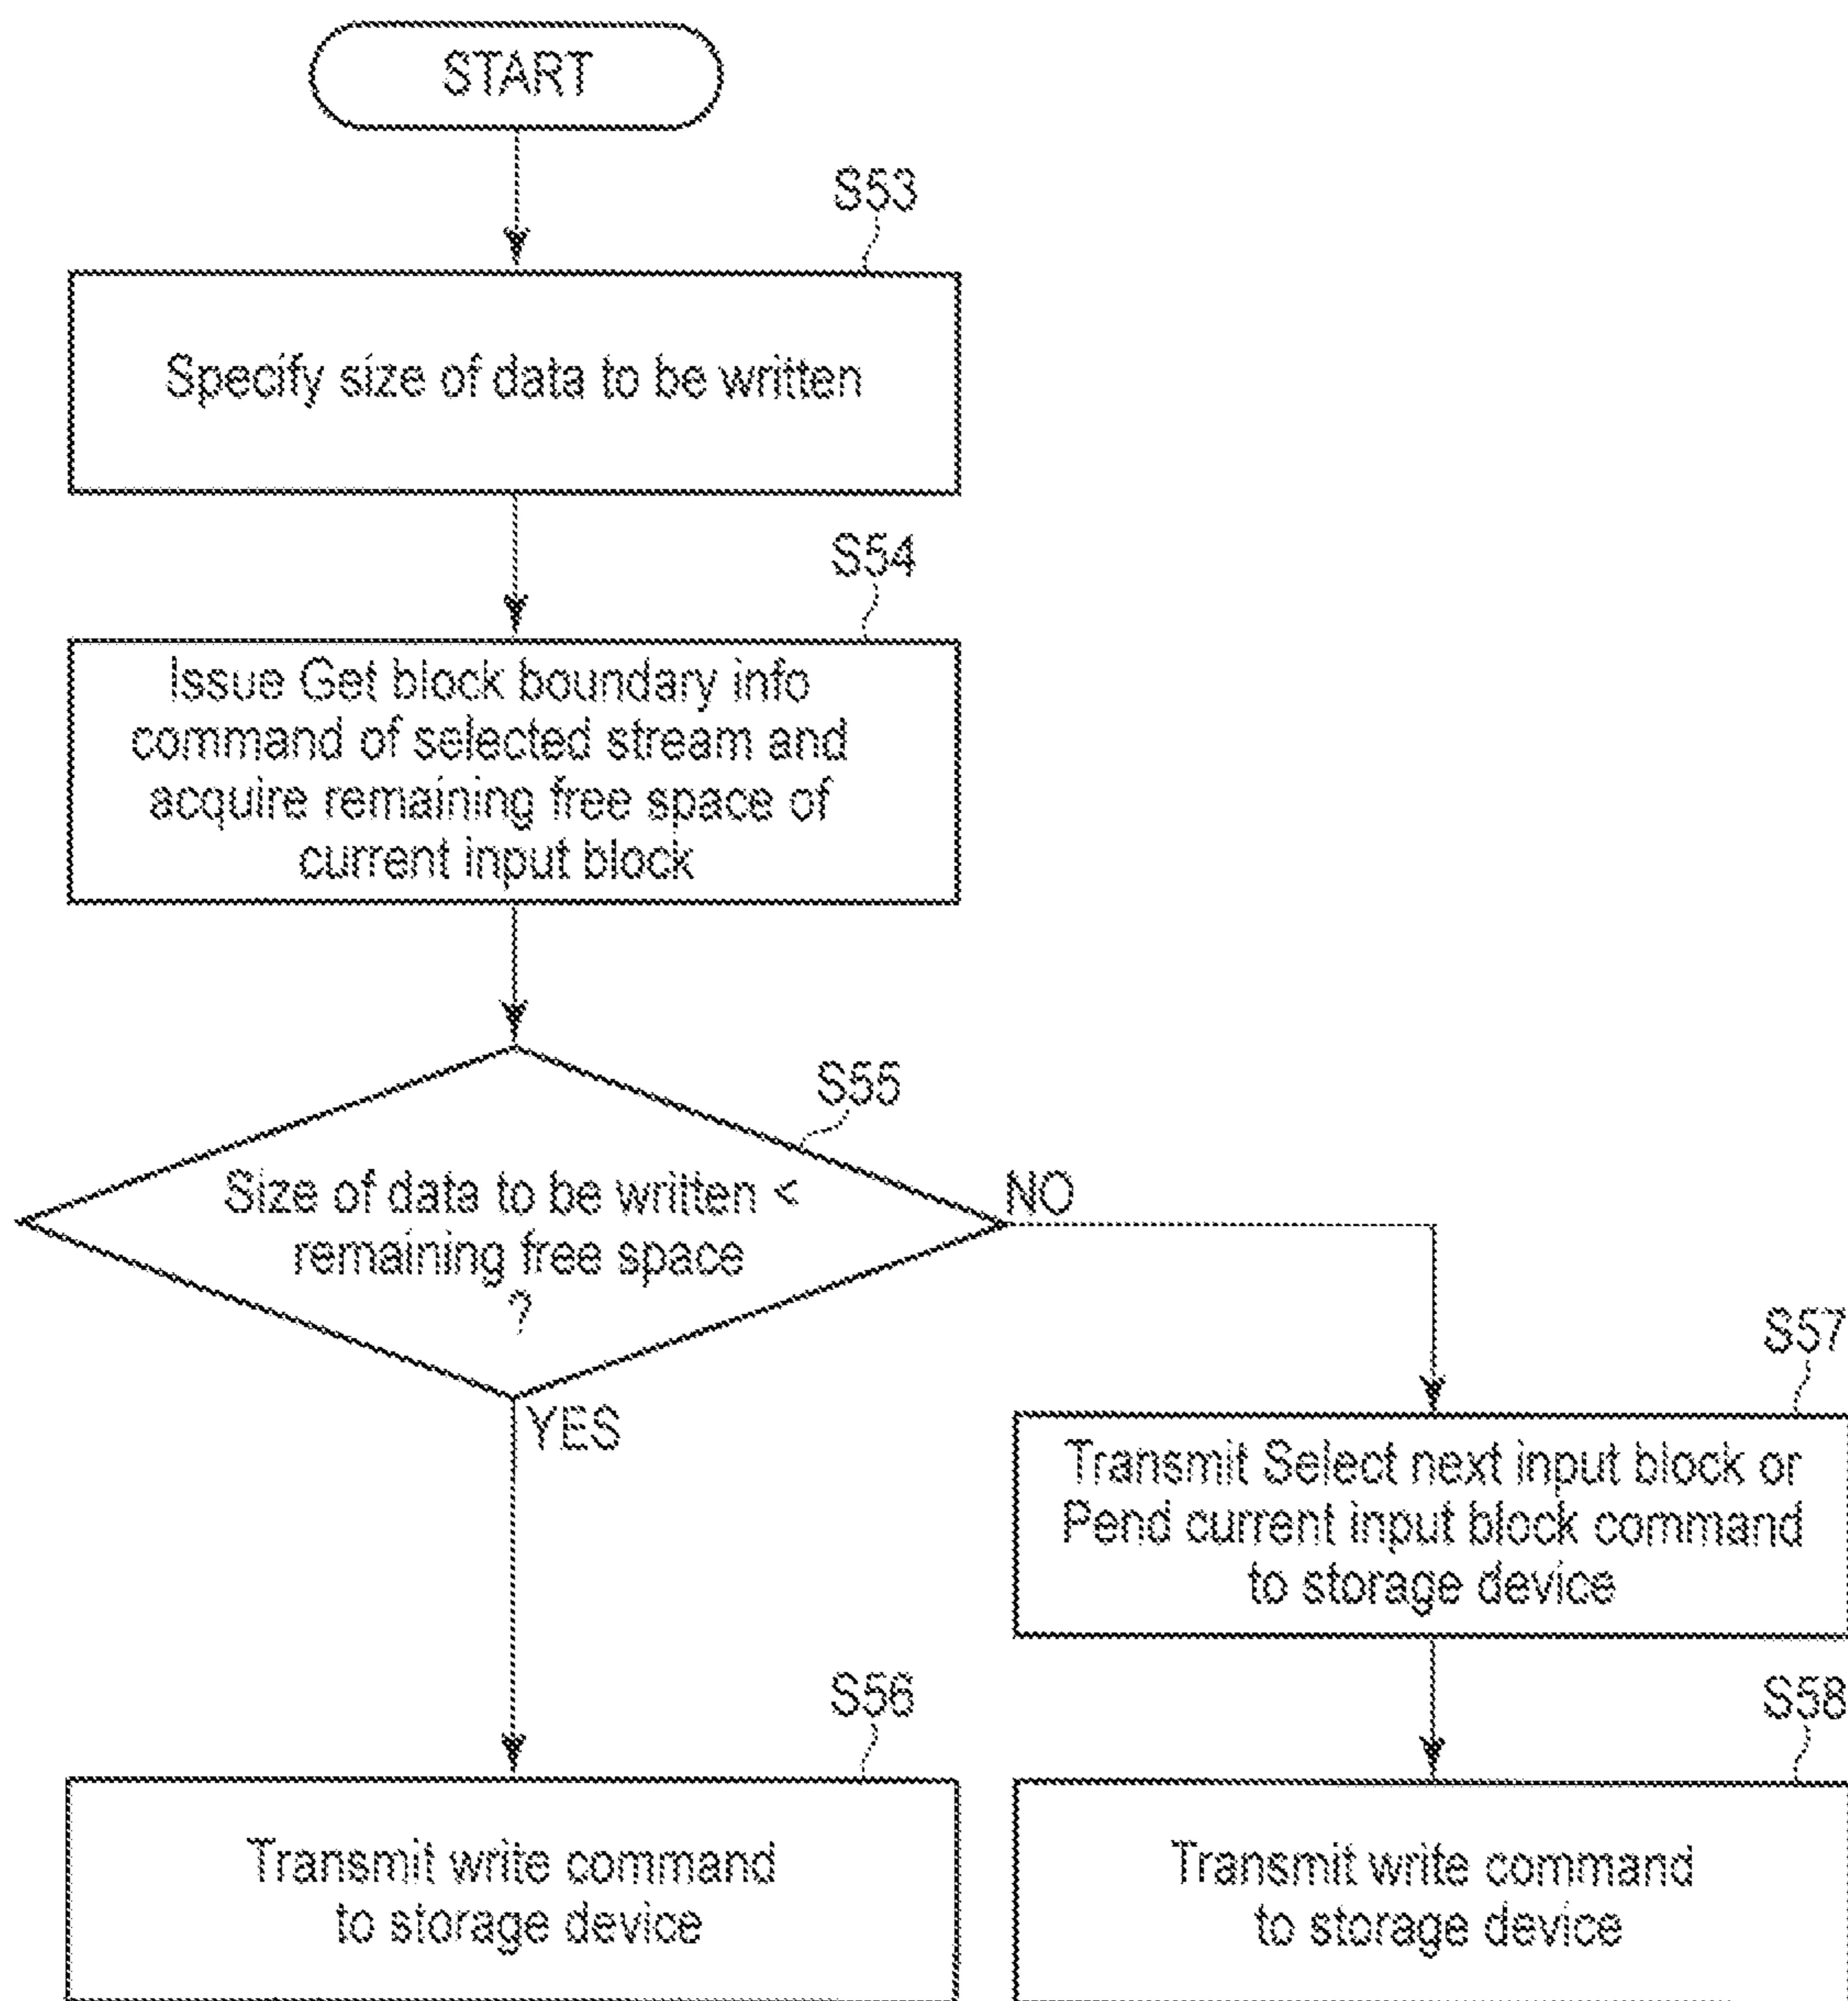 START
S53
Specify size of data to be written
S54
Issue Get block boundary info
command of selected stream and
acquire remaining free space of
current input block
S55
Size of data to be written <
remaining free space
?
NO
YES
S57
Transmit Select next input block or
Pend current input block command
to storage device
S56
Transmit write command
to storage device
S58
Transmit write command
to storage device